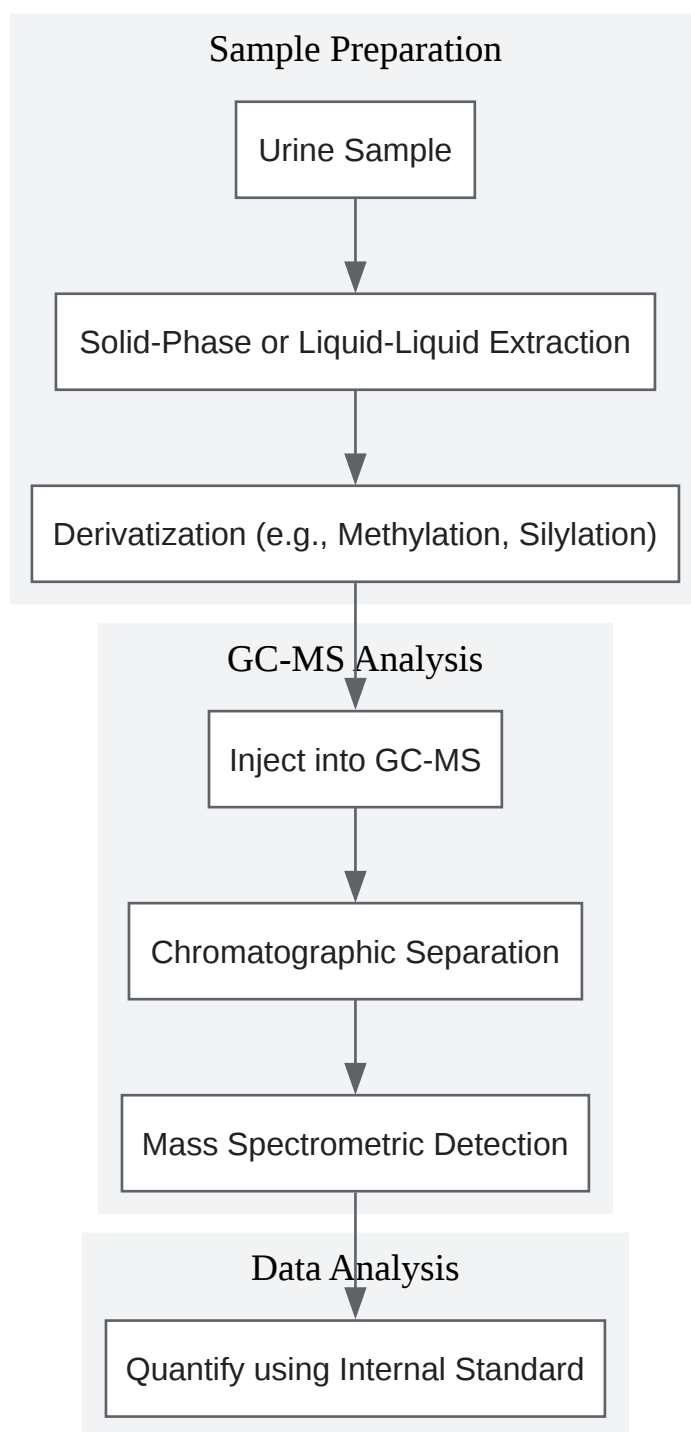 Sample Preparation
Urine Sample
Solid-Phase or Liquid-Liquid Extraction
Derivatization (e.g., Methylation, Silylation)
GC-MS Analysis
Inject into GC-MS
Chromatographic Separation
Mass Spectrometric Detection
Data Analysis
Quantify using Internal Standard